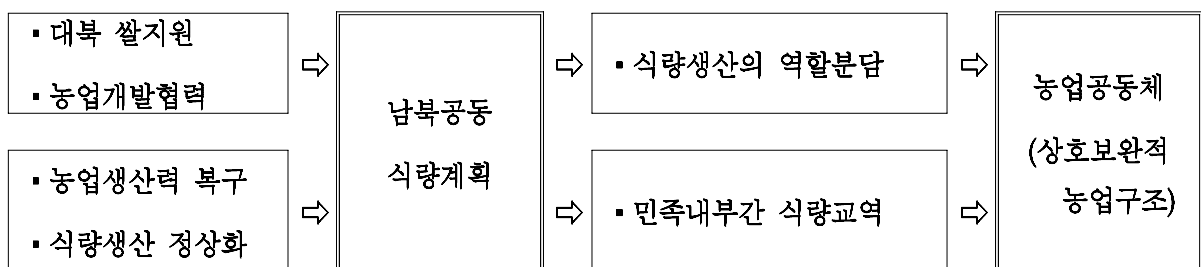 ▪ 대북 쌀지원
▪ 농업개발협력
▪ 농업생산력 복구
▪ 식량생산 정상화
⇨
⇨
남북공동
식량계획
⇨
⇨
▪ 식량생산의 역할분담
▪ 민족내부간 식량교역
⇨
⇨
농업공동체
(상호보완적
농업구조)